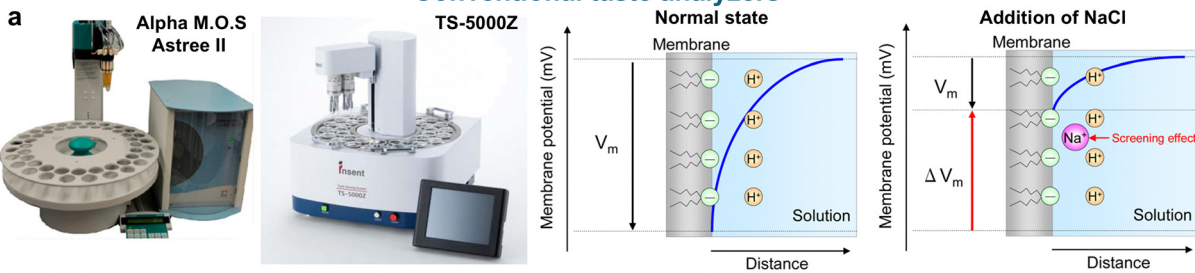 a
Alpha M.O.S
Astree II
TS-5000Z
insent
TS-5000Z
Normal state
Membrane
Membrane potential (mV)
Vm
—
H+
—
H+
—
H+
—
H+
Solution
Distance
Addition of NaCl
Membrane
Membrane potential (mV)
Vm
Δ Vm
—
H+
—
H+
Na+
Screening effect
—
H+
—
H+
Solution
Distance